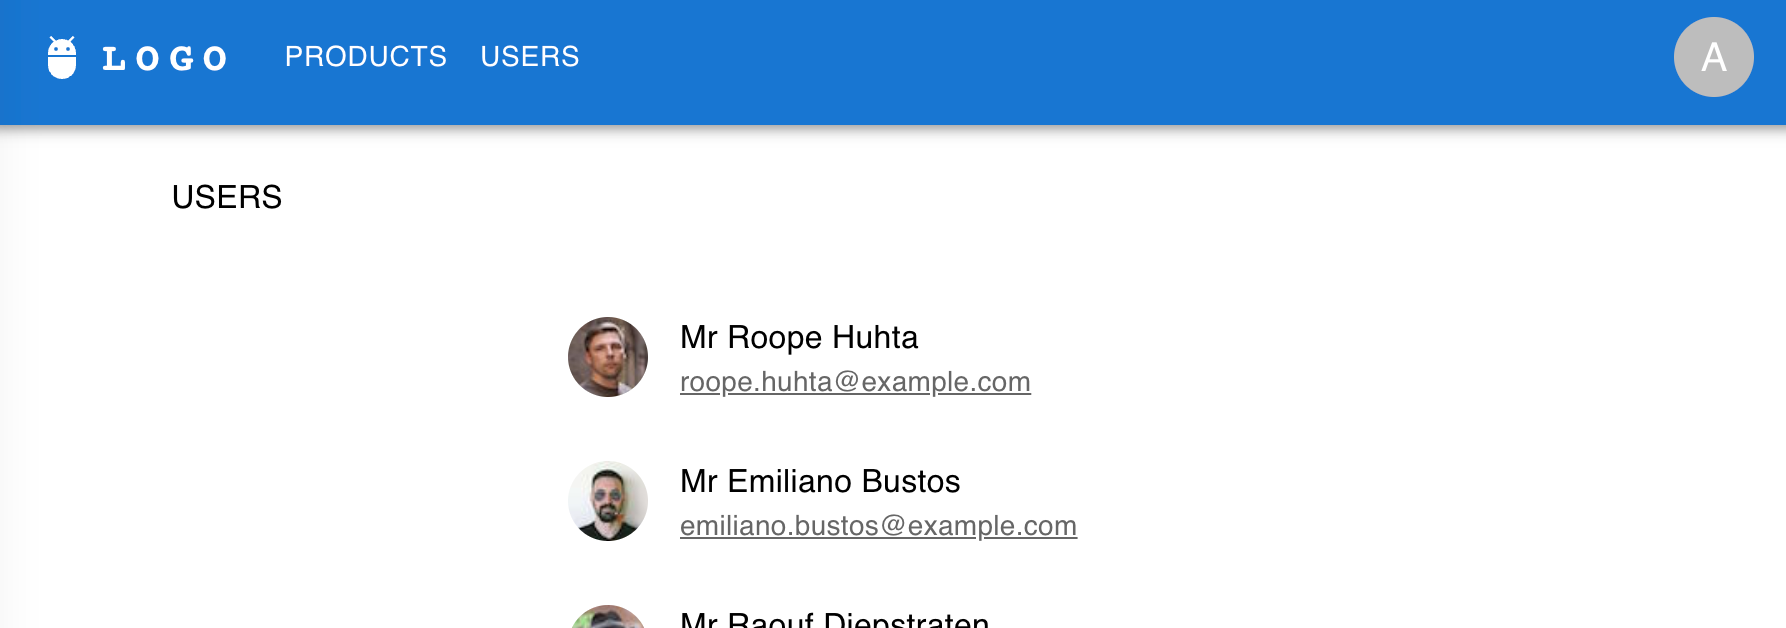 LOGO PRODUCTS USERS A
USERS
Mr Roope Huhta
roope.huhta@example.com
Mr Emiliano Bustos
emiliano.bustos@example.com
Mr Raouf Diepstraten